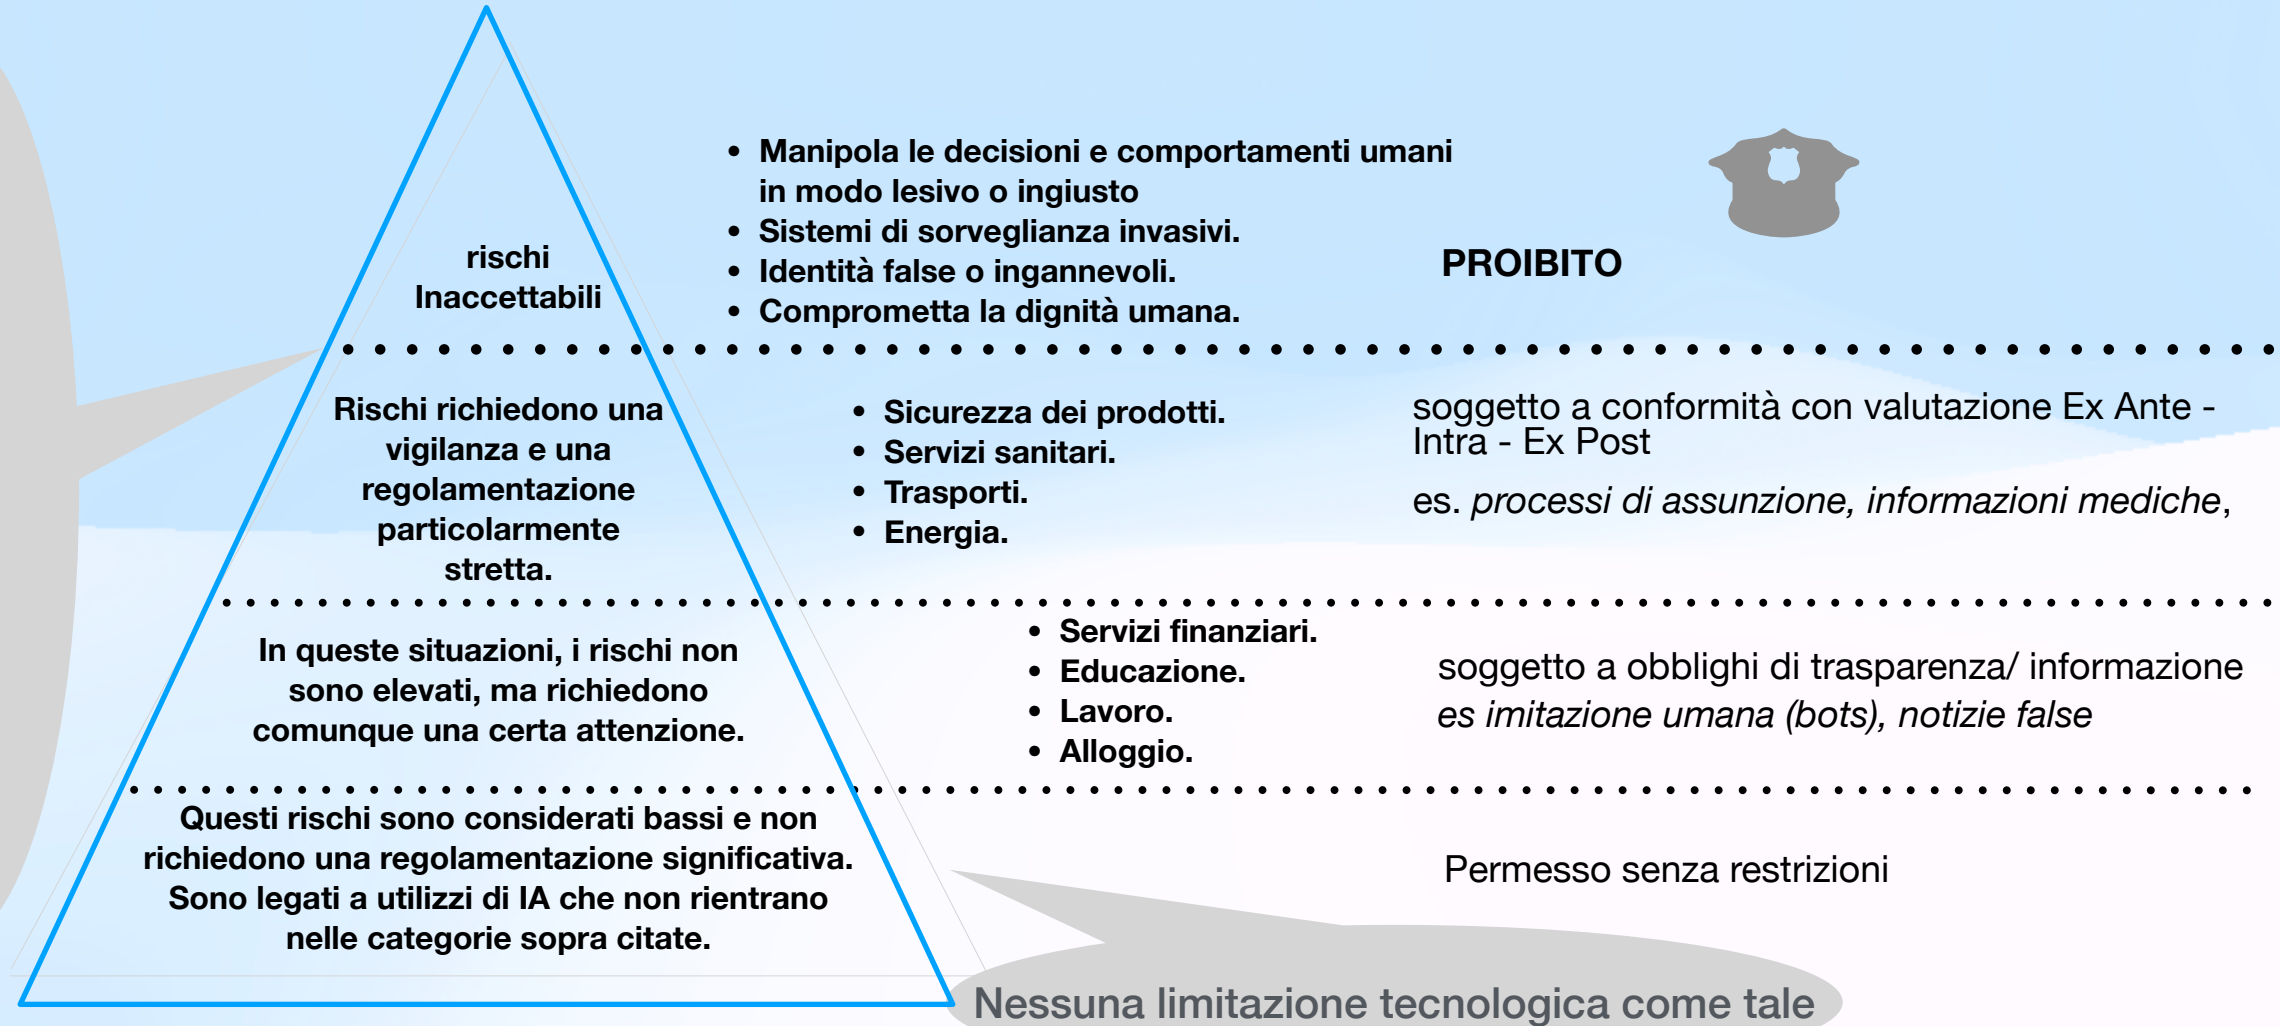 rischi
Inaccettabili
• Manipola le decisioni e comportamenti umani
in modo lesivo o ingiusto
• Sistemi di sorveglianza invasivi.
• Identità false o ingannevoli.
• Comprometta la dignità umana.
PROIBITO
Rischi richiedono una
vigilanza e una
regolamentazione
particolarmente
stretta.
• Sicurezza dei prodotti.
• Servizi sanitari.
• Trasporti.
• Energia.
soggetto a conformità con valutazione Ex Ante -
Intra - Ex Post
es. processi di assunzione, informazioni mediche,
In queste situazioni, i rischi non
sono elevati, ma richiedono
comunque una certa attenzione.
• Servizi finanziari.
• Educazione.
• Lavoro.
• Alloggio.
soggetto a obblighi di trasparenza/ informazione
es imitazione umana (bots), notizie false
Questi rischi sono considerati bassi e non
richiedono una regolamentazione significativa.
Sono legati a utilizzi di IA che non rientrano
nelle categorie sopra citate.
Permesso senza restrizioni
Nessuna limitazione tecnologica come tale